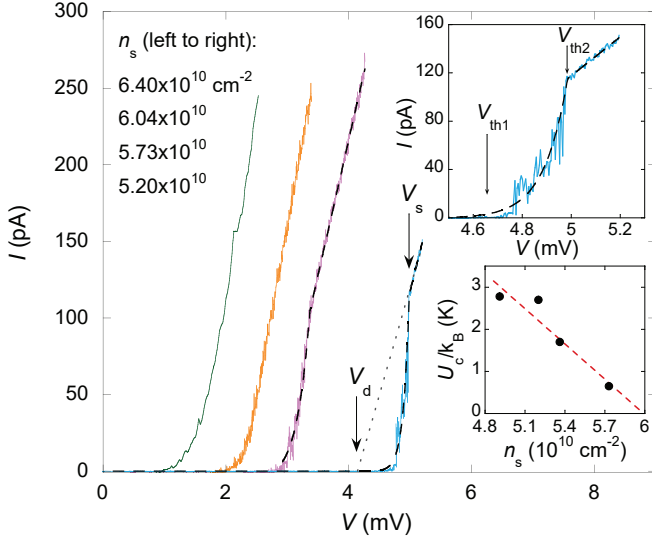 n_s (left to right):
6.40x10^10 cm^-2
6.04x10^10
5.73x10^10
5.20x10^10
300
250
200
150
100
50
0
I (pA)
0 2 4 6 8
V (mV)
V_d
V_s
160
120
80
40
0
I (pA)
V_th1
V_th2
4.6 4.8 5 5.2
V (mV)
3
2
1
0
U_c/k_B (K)
4.8 5.1 5.4 5.7 6
n_s (10^10 cm^-2)